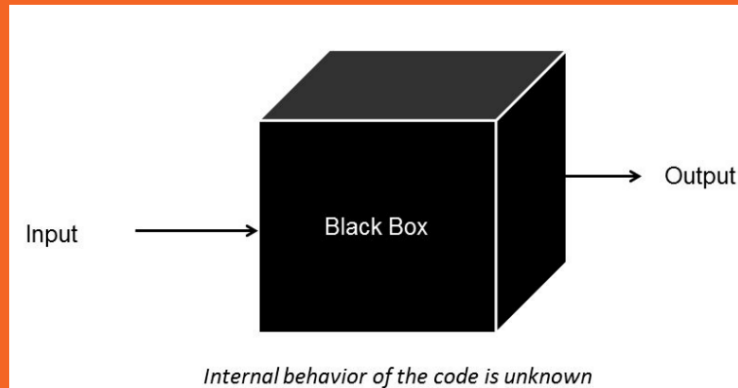 Input
Black Box
Output
Internal behavior of the code is unknown